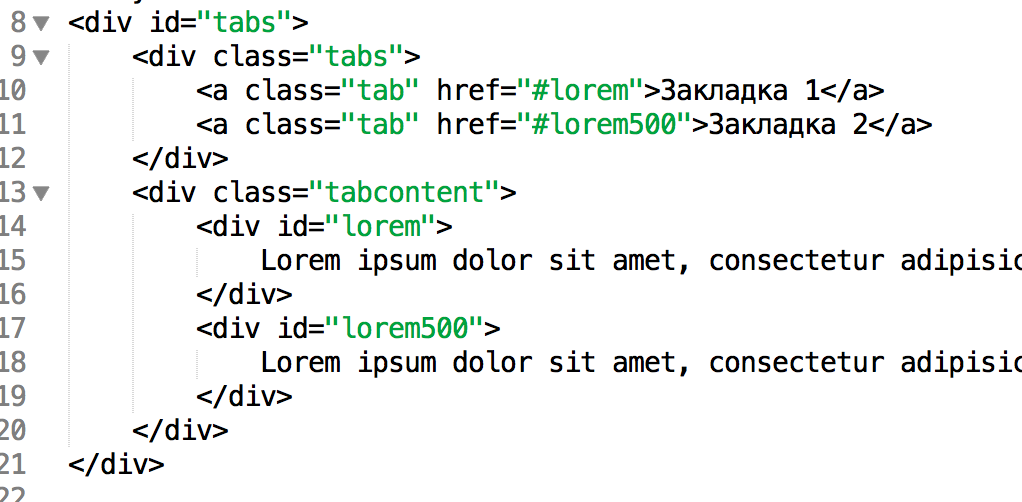 8 <div id="tabs">
9 <div class="tabs">
10 <a class="tab" href="#lorem">Закладка 1</a>
11 <a class="tab" href="#lorem500">Закладка 2</a>
12 </div>
13 <div class="tabcontent">
14 <div id="lorem">
15 Lorem ipsum dolor sit amet, consectetur adipisic
16 </div>
17 <div id="lorem500">
18 Lorem ipsum dolor sit amet, consectetur adipisic
19 </div>
20 </div>
21 </div>
22